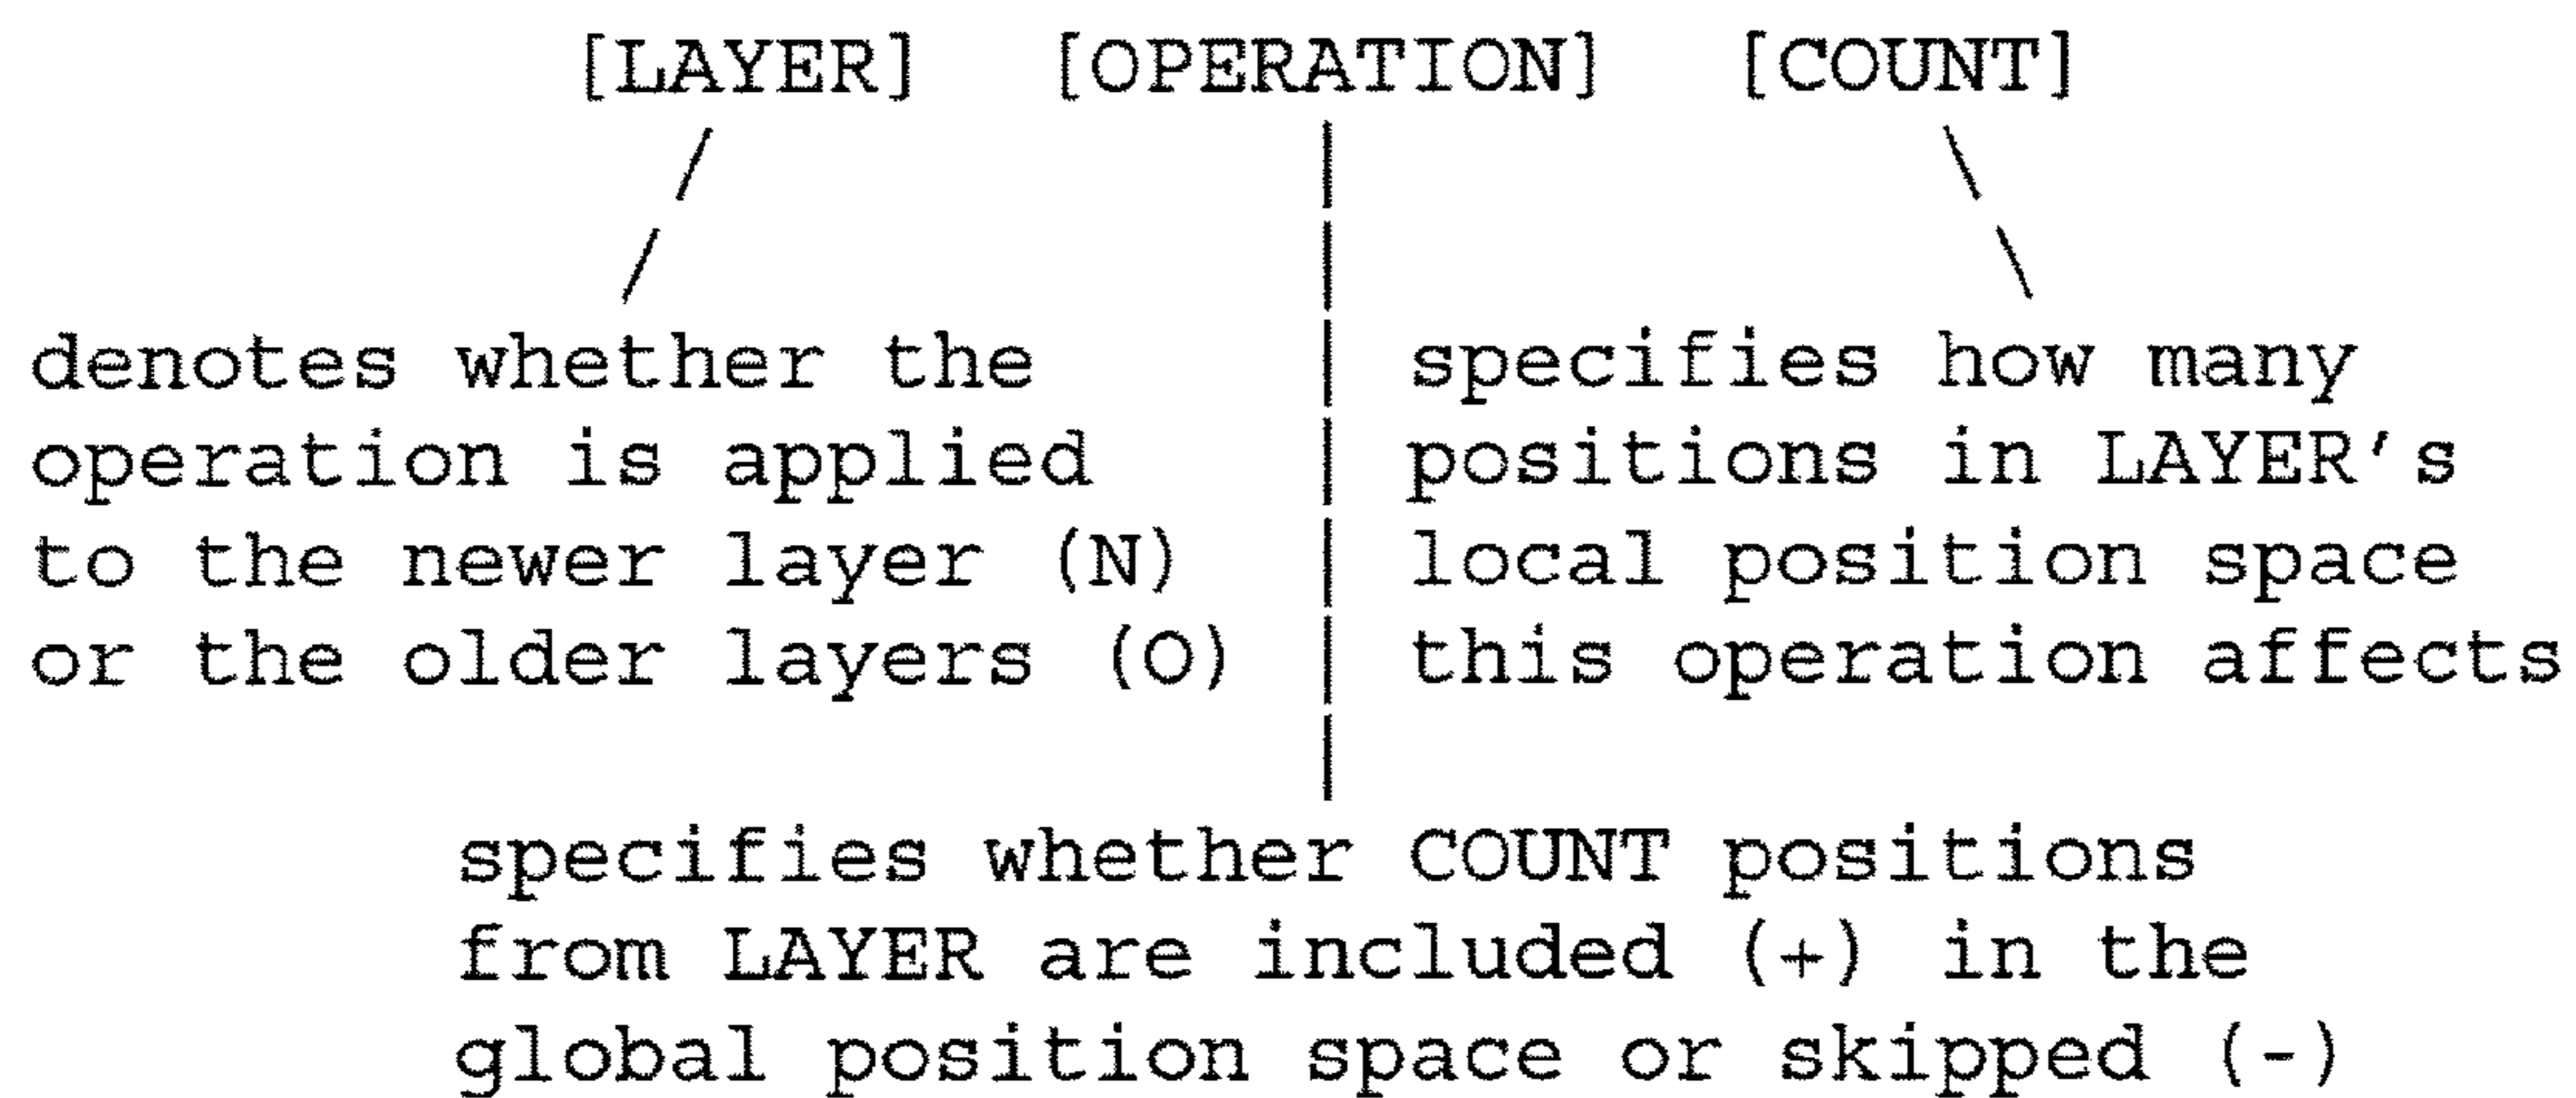 [LAYER] [OPERATION] [COUNT]
denotes whether the
operation is applied
to the newer layer (N)
or the older layers (O)
specifies how many
positions in LAYER's
local position space
this operation affects
specifies whether COUNT positions
from LAYER are included (+) in the
global position space or skipped (-)